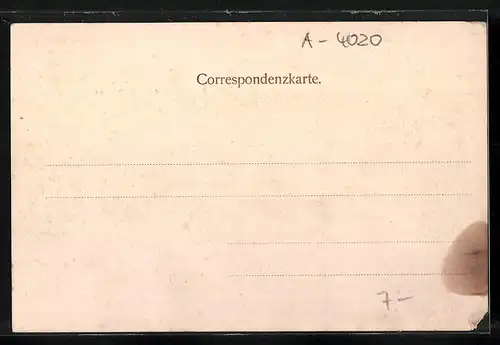 A - 4020
Correspondenzkarte.
7-